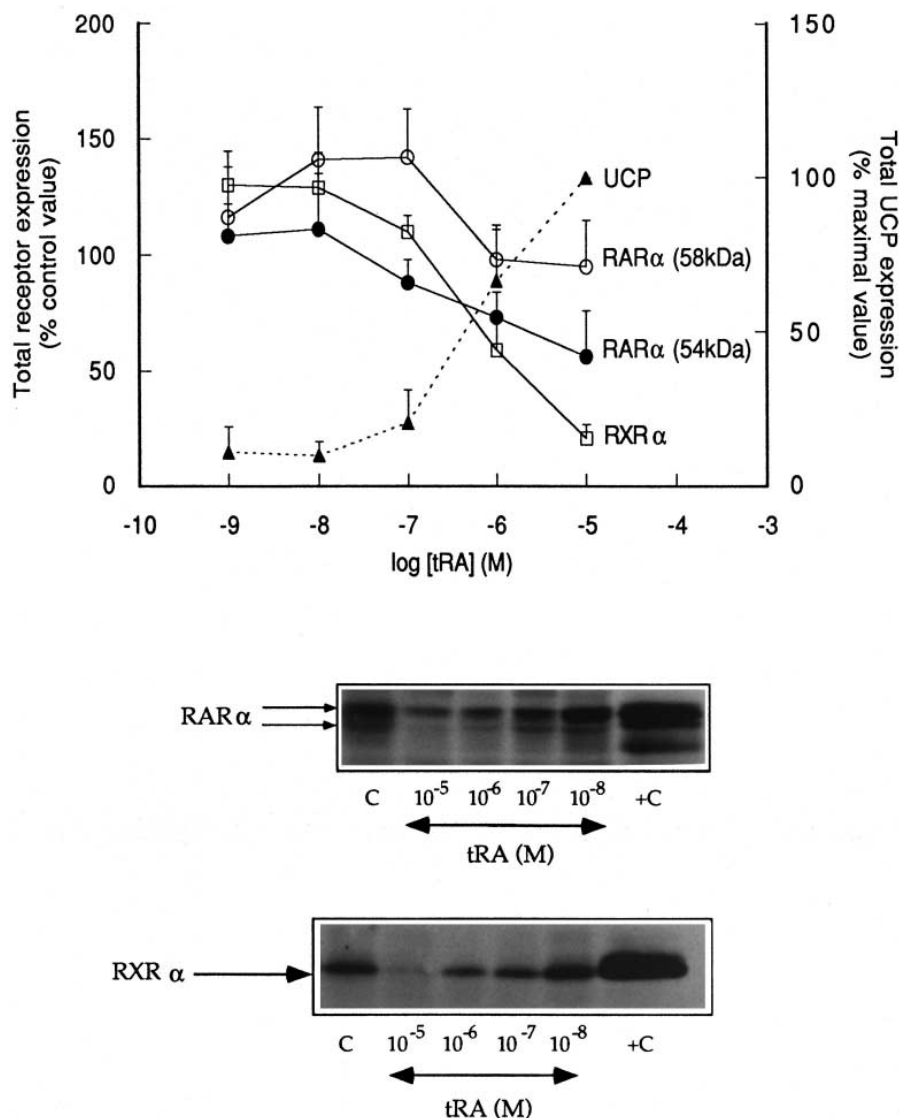 200
150
100
50
0
Total receptor expression
(% control value)
150
100
50
0
Total UCP expression
(% maximal value)
UCP
RARα (58kDa)
RARα (54kDa)
RXR α
-10 -9 -8 -7 -6 -5 -4 -3
log [tRA] (M)
RAR α
C 10⁻⁵ 10⁻⁶ 10⁻⁷ 10⁻⁸ +C
tRA (M)
RXR α
C 10⁻⁵ 10⁻⁶ 10⁻⁷ 10⁻⁸ +C
tRA (M)